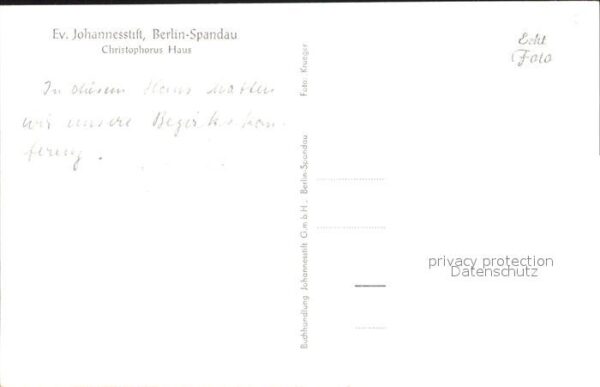 Ev. Johannesstift, Berlin-Spandau
Christophorus Haus
In diesem Haus hatten
wir unsere Bezirkskon-
ferenz.
Buchhandlung Johannesstift G.m.b.H., Berlin-Spandau Foto: Krueger
Echt
Foto
privacy protection
Datenschutz